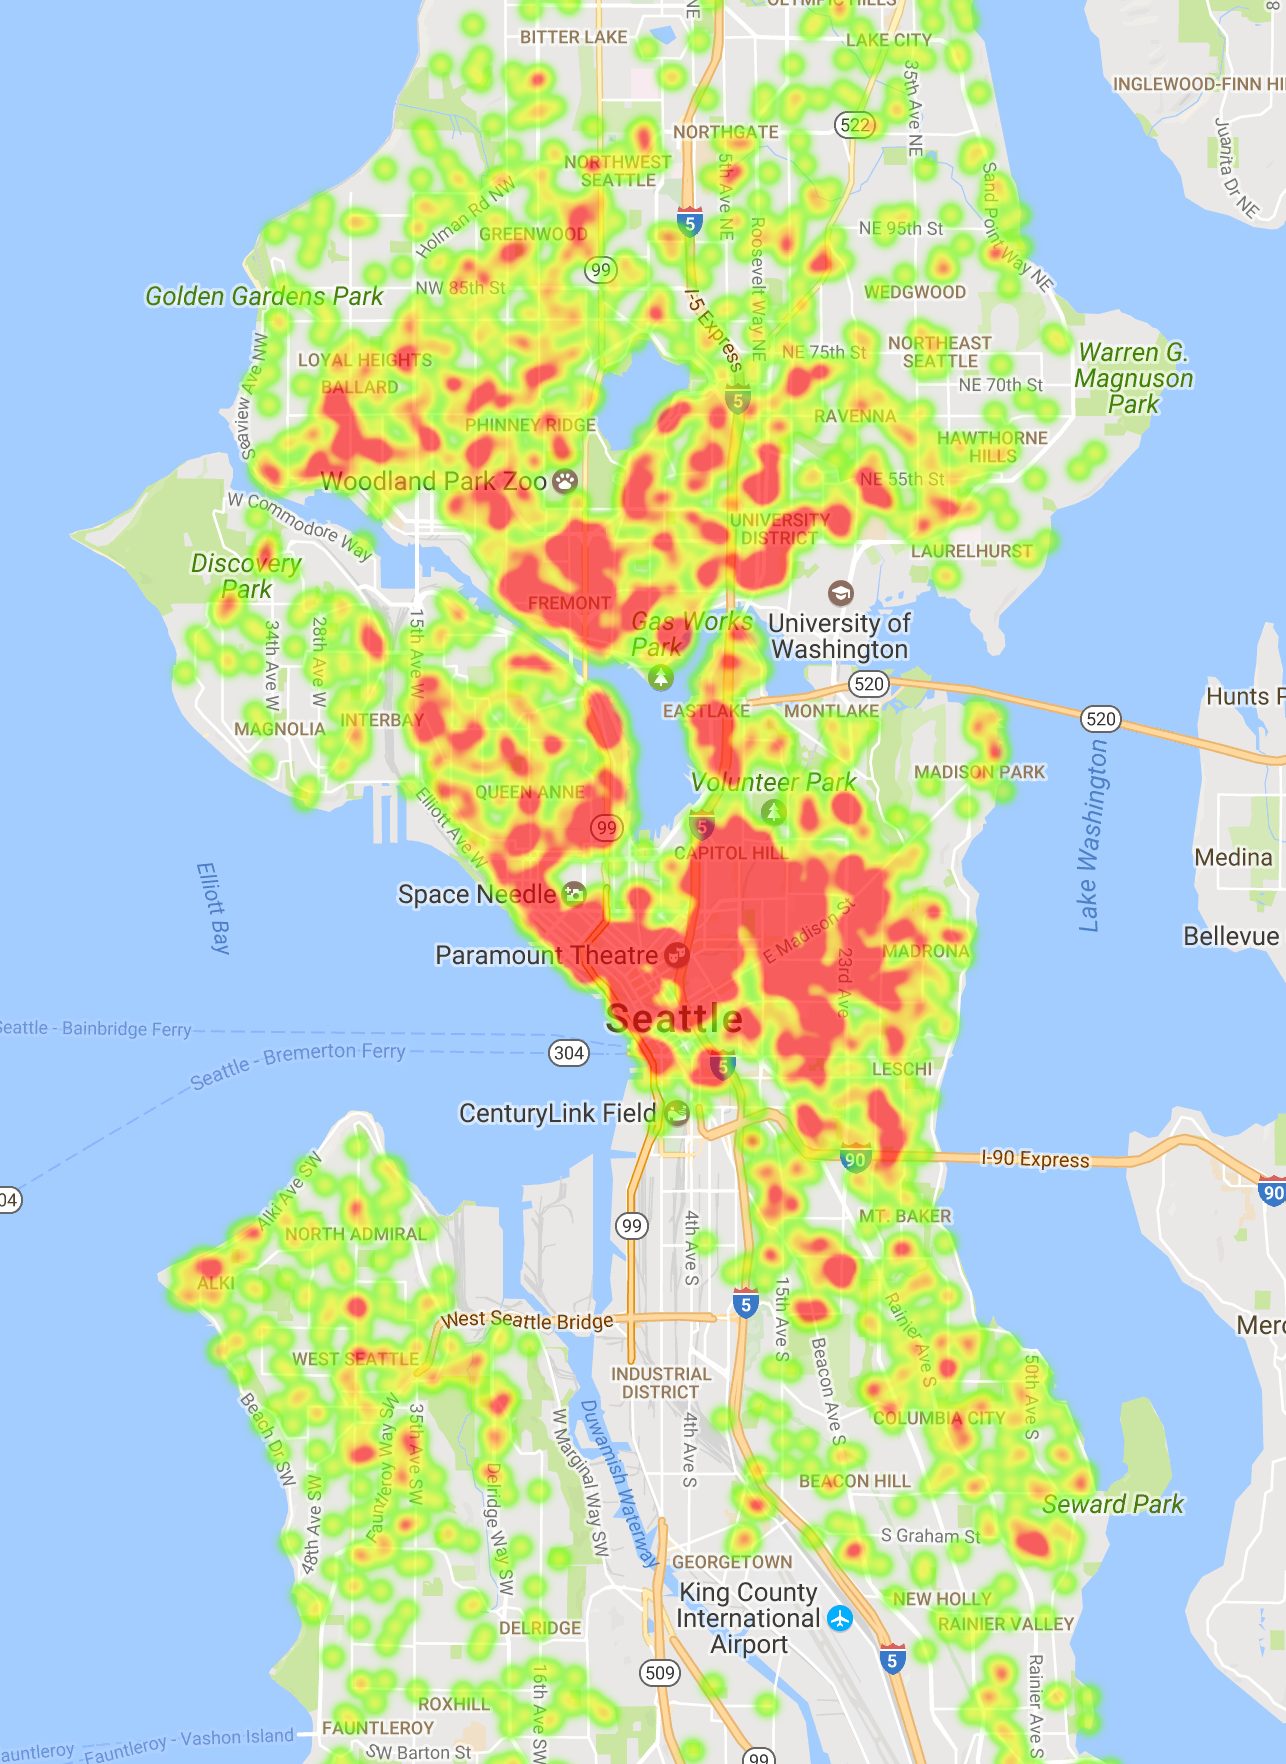 OLYMPIC HILLS
NE
8
BITTER LAKE
LAKE CITY
35th Ave NE
INGLEWOOD-FINN HI
522
NORTHGATE
Juanita Dr NE
NORTHWEST
SEATTLE
5th Ave NE
Sand Point Way NE
Holman Rd NW
5
GREENWOOD
Roosevelt Way NE
NE 95th St
99
NW 85th St
Golden Gardens Park
I-5 Express
WEDGWOOD
LOYAL HEIGHTS
NE 75th St
NORTHEAST
SEATTLE
Warren G.
Magnuson
Park
BALLARD
Seaview Ave NW
NE 70th St
5
PHINNEY RIDGE
RAVENNA
HAWTHORNE
HILLS
Woodland Park Zoo
NE 55th St
W Commodore Way
UNIVERSITY
DISTRICT
LAURELHURST
Discovery
Park
FREMONT
Gas Works
Park
University of
Washington
34th Ave W
28th Ave W
15th Ave W
520
Hunts P
EASTLAKE
MONTLAKE
520
MAGNOLIA
INTERBAY
MADISON PARK
Volunteer Park
Lake Washington
QUEEN ANNE
Elliott Ave W
99
5
CAPITOL HILL
Medina
Elliott Bay
Space Needle
E Madison St
Paramount Theatre
23rd Ave
MADRONA
Bellevue
Seattle
Seattle - Bainbridge Ferry
Seattle - Bremerton Ferry
304
5
LESCHI
CenturyLink Field
90
I-90 Express
90
04
Alki Ave SW
99
4th Ave S
MT. BAKER
NORTH ADMIRAL
ALKI
5
15th Ave S
Rainier Ave S
West Seattle Bridge
Merc
WEST SEATTLE
Beacon Ave S
50th Ave S
INDUSTRIAL
DISTRICT
Beach Dr SW
35th Ave SW
Fauntleroy Way SW
W Marginal Way SW
Duwamish Waterway
4th Ave S
COLUMBIA CITY
48th Ave SW
Delridge Way SW
BEACON HILL
Seward Park
S Graham St
GEORGETOWN
King County
International
Airport
NEW HOLLY
RAINIER VALLEY
DELRIDGE
5
509
16th Ave SW
Rainier Ave S
ROXHILL
FAUNTLEROY
auntleroy - Vashon Island
Fauntleroy - Vashon Island
SW Barton St
99